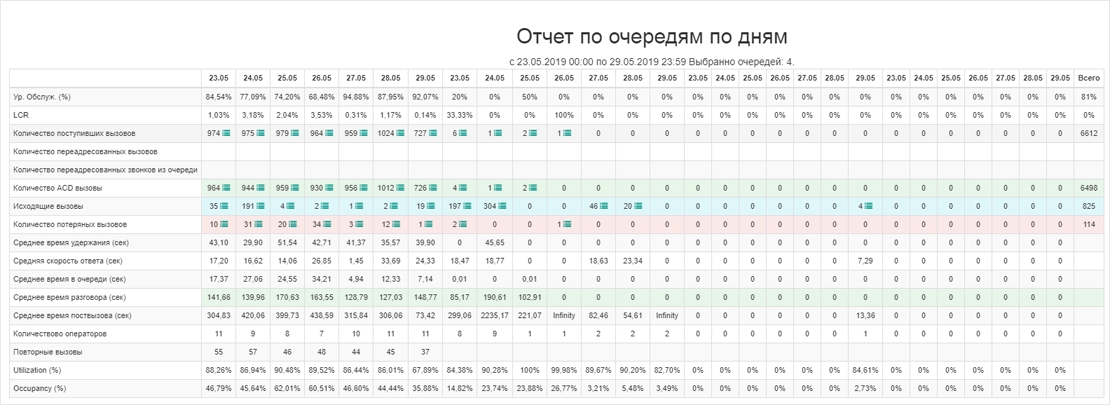 Отчет по очередям по дням
с 23.05.2019 00:00 по 29.05.2019 23:59 Выбранно очередей: 4.
23.05 24.05 25.05 26.05 27.05 28.05 29.05 23.05 24.05 25.05 26.05 27.05 28.05 29.05 23.05 24.05 25.05 26.05 27.05 28.05 29.05 23.05 24.05 25.05 26.05 27.05 28.05 29.05 Всего
Ур. Обслуж. (%) 84,54% 77,09% 74,20% 68,48% 94,88% 87,95% 92,07% 20% 0% 50% 0% 0% 0% 0% 0% 0% 0% 0% 0% 0% 0% 0% 0% 0% 0% 0% 0% 0% 81%
LCR 1,03% 3,18% 2,04% 3,53% 0,31% 1,17% 0,14% 33,33% 0% 0% 100% 0% 0% 0% 0% 0% 0% 0% 0% 0% 0% 0% 0% 0% 0% 0% 0% 0% 0%
Количество поступивших вызовов 974 975 979 964 959 1024 727 6 1 2 1 0 0 0 0 0 0 0 0 0 0 0 0 0 0 0 0 0 6612
Количество переадресованных вызовов
Количество переадресованных звонков из очереди
Количество ACD вызовы 964 944 959 930 956 1012 726 4 1 2 0 0 0 0 0 0 0 0 0 0 0 0 0 0 0 0 0 0 6498
Исходящие вызовы 35 191 4 2 1 2 19 197 304 0 0 46 20 0 0 0 0 0 0 0 4 0 0 0 0 0 0 0 825
Количество потеряных вызовов 10 31 20 34 3 12 1 2 0 0 1 0 0 0 0 0 0 0 0 0 0 0 0 0 0 0 0 0 114
Среднее время удержания (сек) 43,10 29,90 51,54 42,71 41,37 35,57 39,90 0 45,65 0 0 0 0 0 0 0 0 0 0 0 0 0 0 0 0 0 0 0
Средняя скорость ответа (сек) 17,20 16,62 14,06 26,85 1,45 33,69 24,33 18,47 18,77 0 0 18,63 23,34 0 0 0 0 0 0 0 7,29 0 0 0 0 0 0 0
Среднее время в очереди (сек) 17,37 27,06 24,55 34,21 4,94 12,33 7,14 0,01 0 0,01 0 0 0 0 0 0 0 0 0 0 0 0 0 0 0 0 0 0
Среднее время разговора (сек) 141,66 139,96 170,63 163,55 128,79 127,03 148,77 85,17 190,61 102,91 0 0 0 0 0 0 0 0 0 0 0 0 0 0 0 0 0 0
Среднее время поствызова (сек) 304,83 420,06 399,73 438,59 315,84 306,06 73,42 299,06 2235,17 221,07 Infinity 82,46 54,61 Infinity 0 0 0 0 0 0 13,36 0 0 0 0 0 0 0
Количествово операторов 11 9 8 7 10 11 11 8 9 1 1 2 2 2 0 0 0 0 0 0 1 0 0 0 0 0 0 0
Повторные вызовы 55 57 46 48 44 45 37
Utilization (%) 88,26% 86,94% 90,48% 89,52% 86,44% 86,01% 67,89% 84,38% 90,28% 100% 99,98% 89,67% 90,20% 82,70% 0% 0% 0% 0% 0% 0% 84,61% 0% 0% 0% 0% 0% 0% 0%
Occupancy (%) 46,79% 45,64% 62,01% 60,51% 46,60% 44,44% 35,88% 14,82% 23,74% 23,88% 26,77% 3,21% 5,48% 3,49% 0% 0% 0% 0% 0% 0% 2,73% 0% 0% 0% 0% 0% 0% 0%